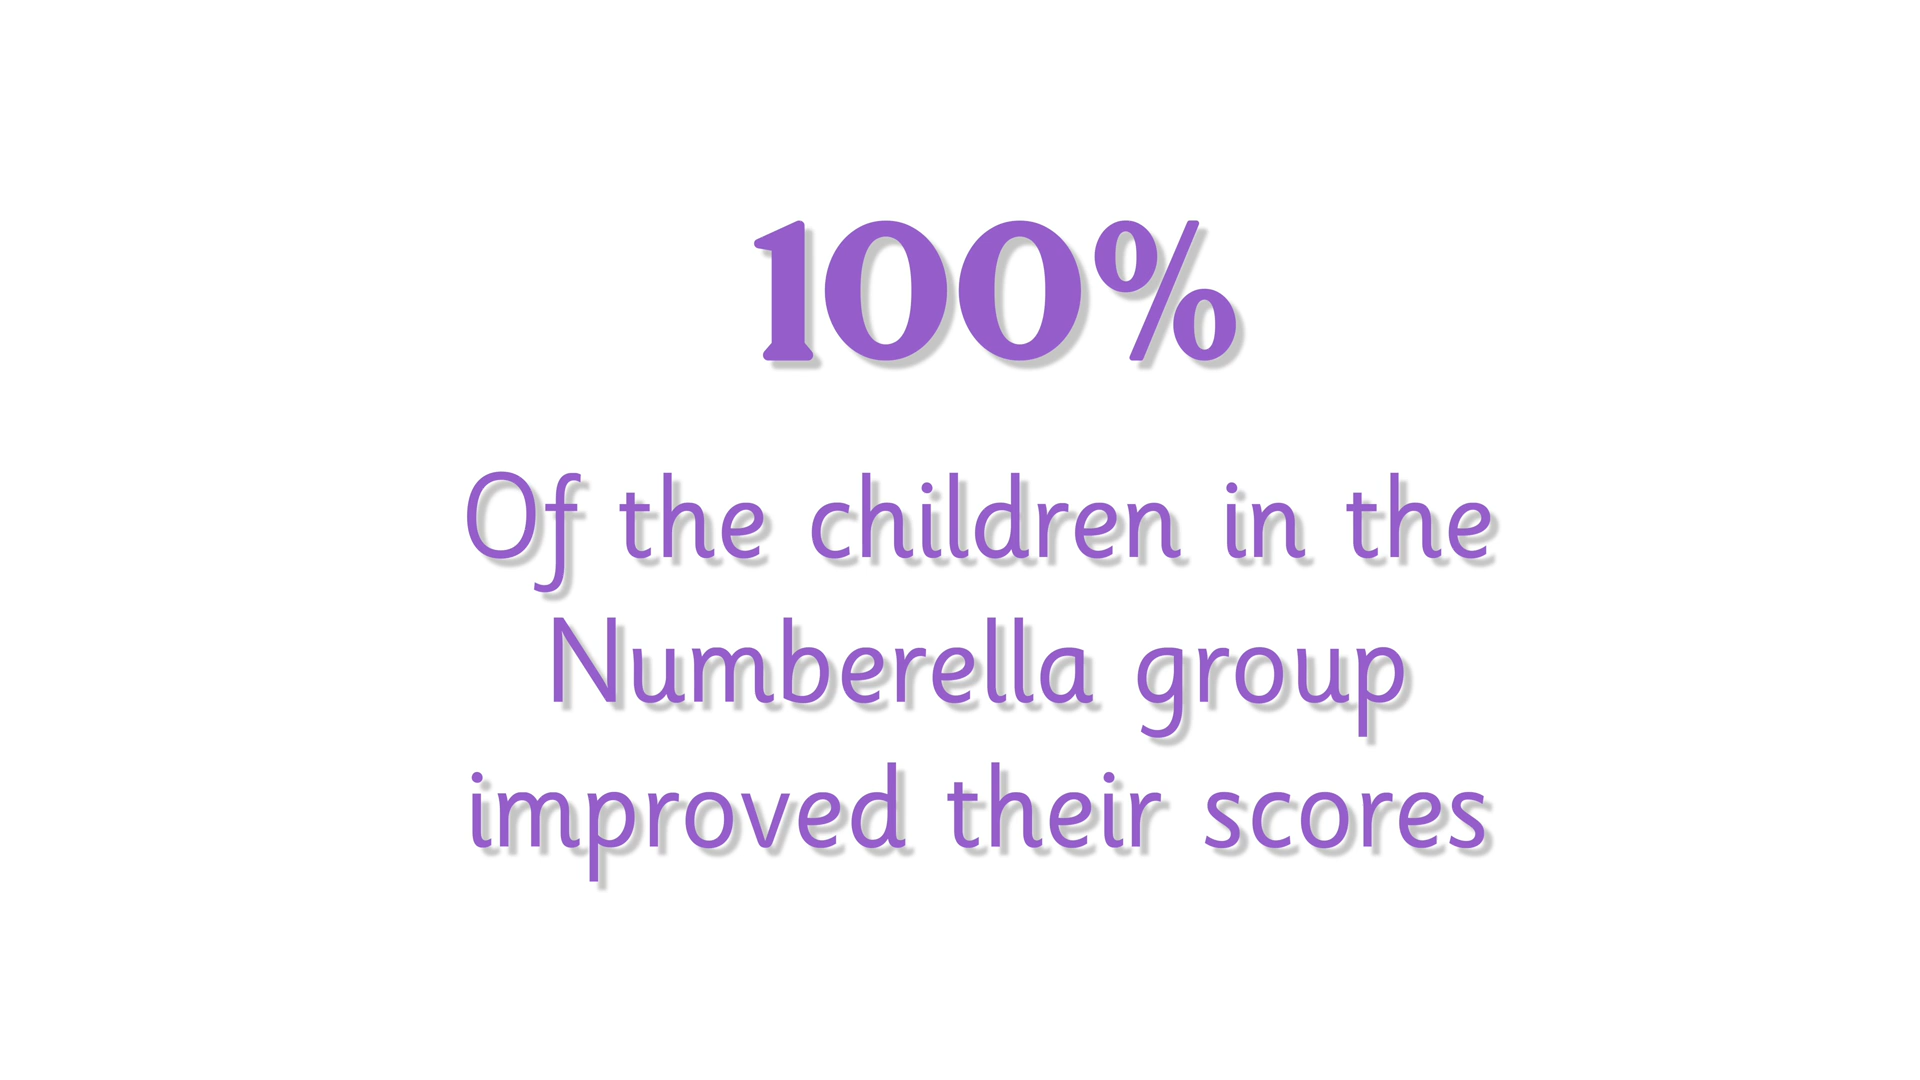 100%
Of the children in the
Numberella group
improved their scores